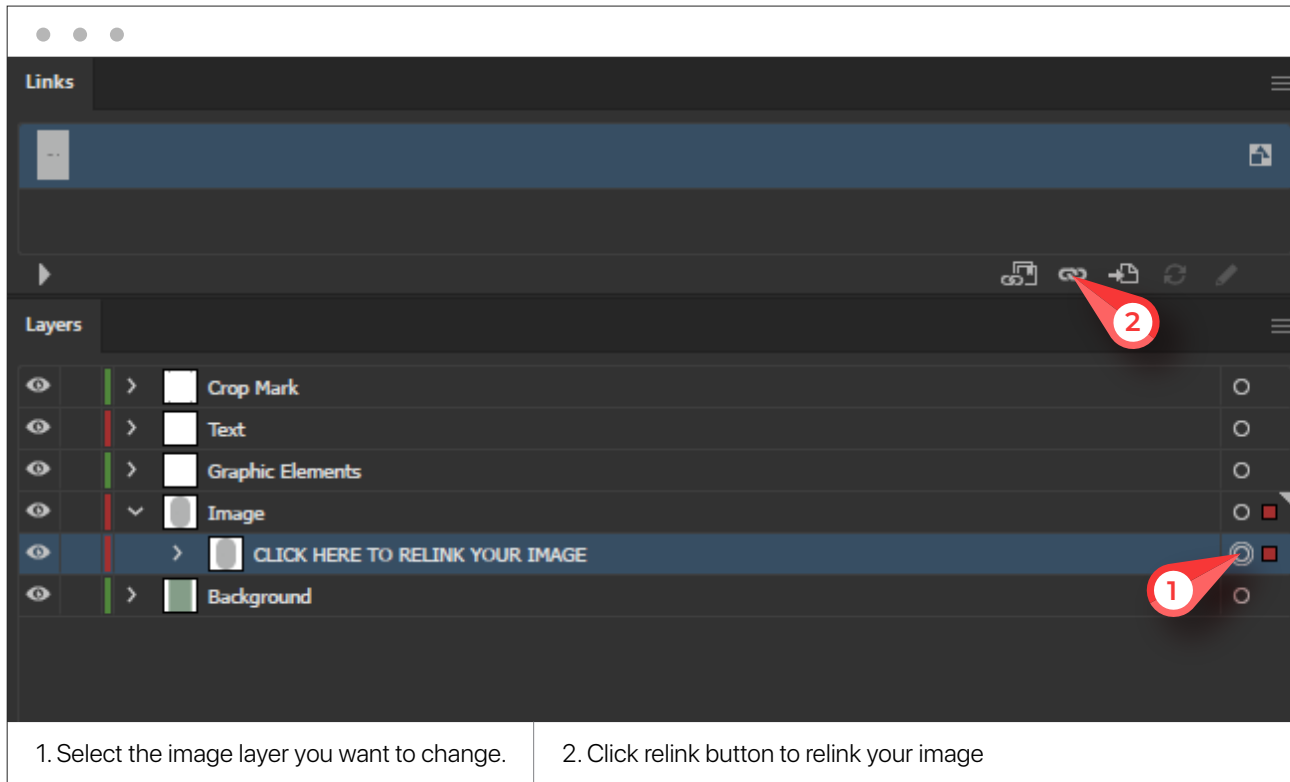 Links
Layers
2
Crop Mark
Text
Graphic Elements
Image
CLICK HERE TO RELINK YOUR IMAGE
1
Background
1. Select the image layer you want to change.
2. Click relink button to relink your image